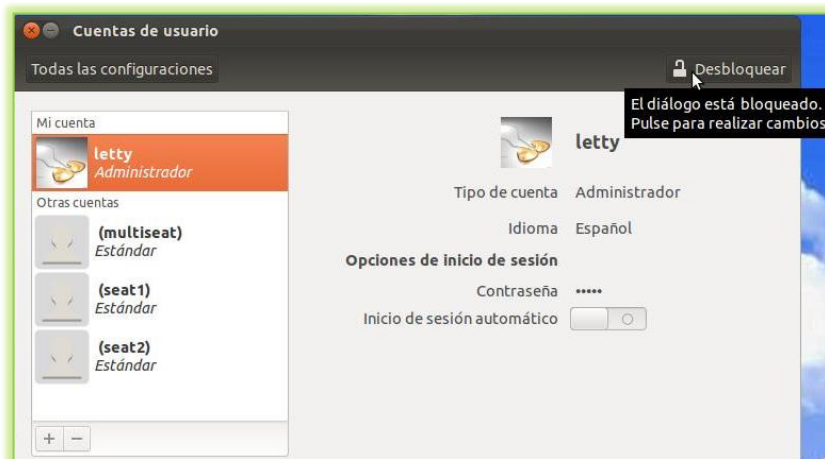 Cuentas de usuario
Todas las configuraciones
Desbloquear
El diálogo está bloqueado.
Pulse para realizar cambios
Mi cuenta
letty
Administrador
Otras cuentas
(multiseat)
Estándar
(seat1)
Estándar
(seat2)
Estándar
letty
Tipo de cuenta Administrador
Idioma Español
Opciones de inicio de sesión
Contraseña •••••
Inicio de sesión automático